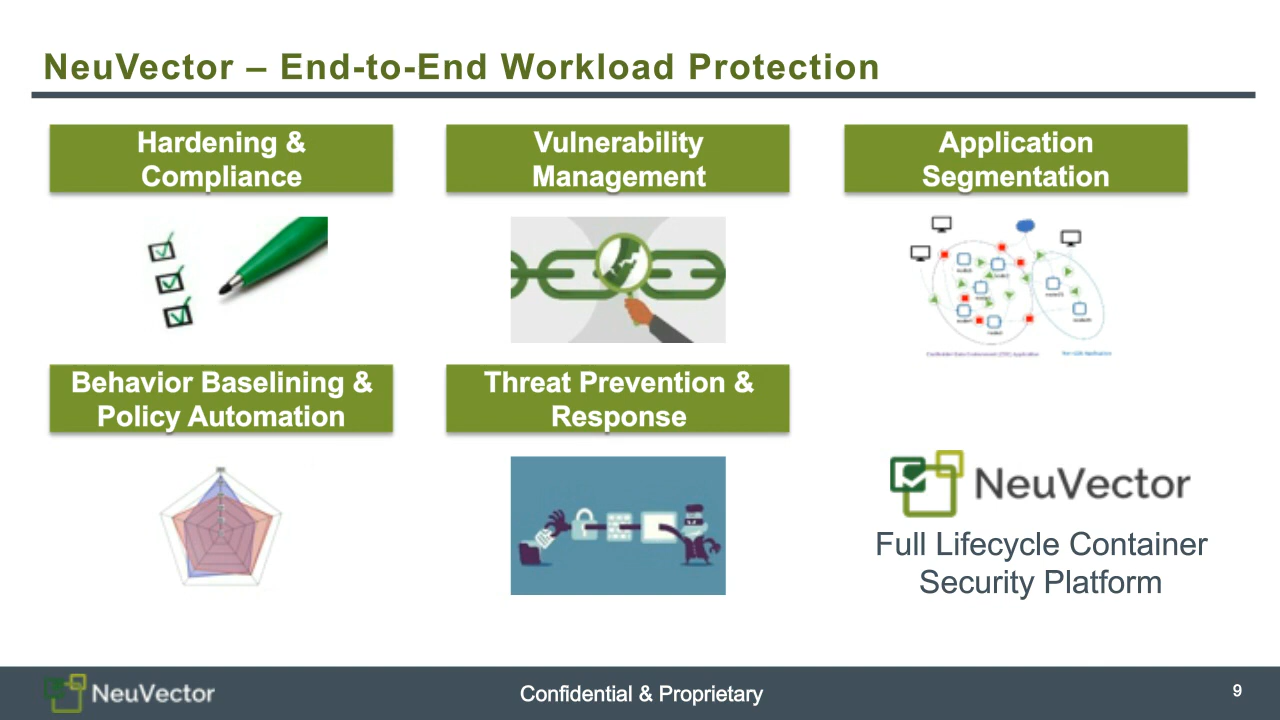 NeuVector – End-to-End Workload Protection
Hardening &
Compliance
Vulnerability
Management
Application
Segmentation
Behavior Baselining &
Policy Automation
Threat Prevention &
Response
NeuVector
Full Lifecycle Container
Security Platform
NeuVector
Confidential & Proprietary
9